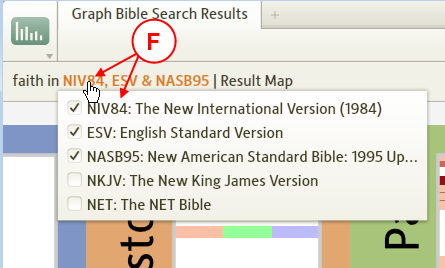 Graph Bible Search Results
F
faith in NIV84, ESV & NASB95 | Result Map
NIV84: The New International Version (1984)
ESV: English Standard Version
NASB95: New American Standard Bible: 1995 Up...
NKJV: The New King James Version
NET: The NET Bible
sto
Pa